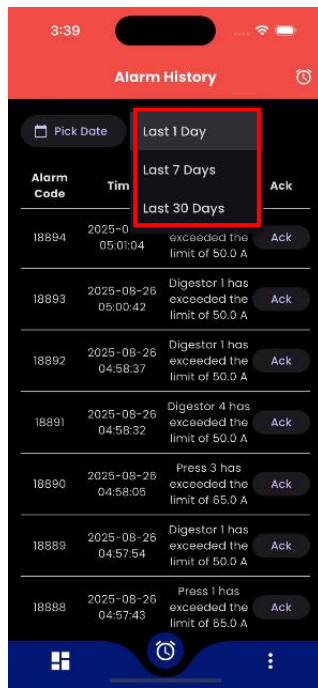 3:39
Alarm History
Pick Date
Last 1 Day
Last 7 Days
Last 30 Days
Alarm Code Tim Ack
18894 2025-0 05:01:04 exceeded the limit of 50.0 A Ack
18893 2025-08-26 05:00:42 Digestor 1 has exceeded the limit of 50.0 A Ack
18892 2025-08-26 04:58:37 Digestor 1 has exceeded the limit of 50.0 A Ack
18891 2025-08-26 04:58:32 Digestor 4 has exceeded the limit of 50.0 A Ack
18890 2025-08-26 04:58:05 Press 3 has exceeded the limit of 65.0 A Ack
18889 2025-08-26 04:57:54 Digestor 1 has exceeded the limit of 50.0 A Ack
18888 2025-08-26 04:57:43 Press 1 has exceeded the limit of 65.0 A Ack